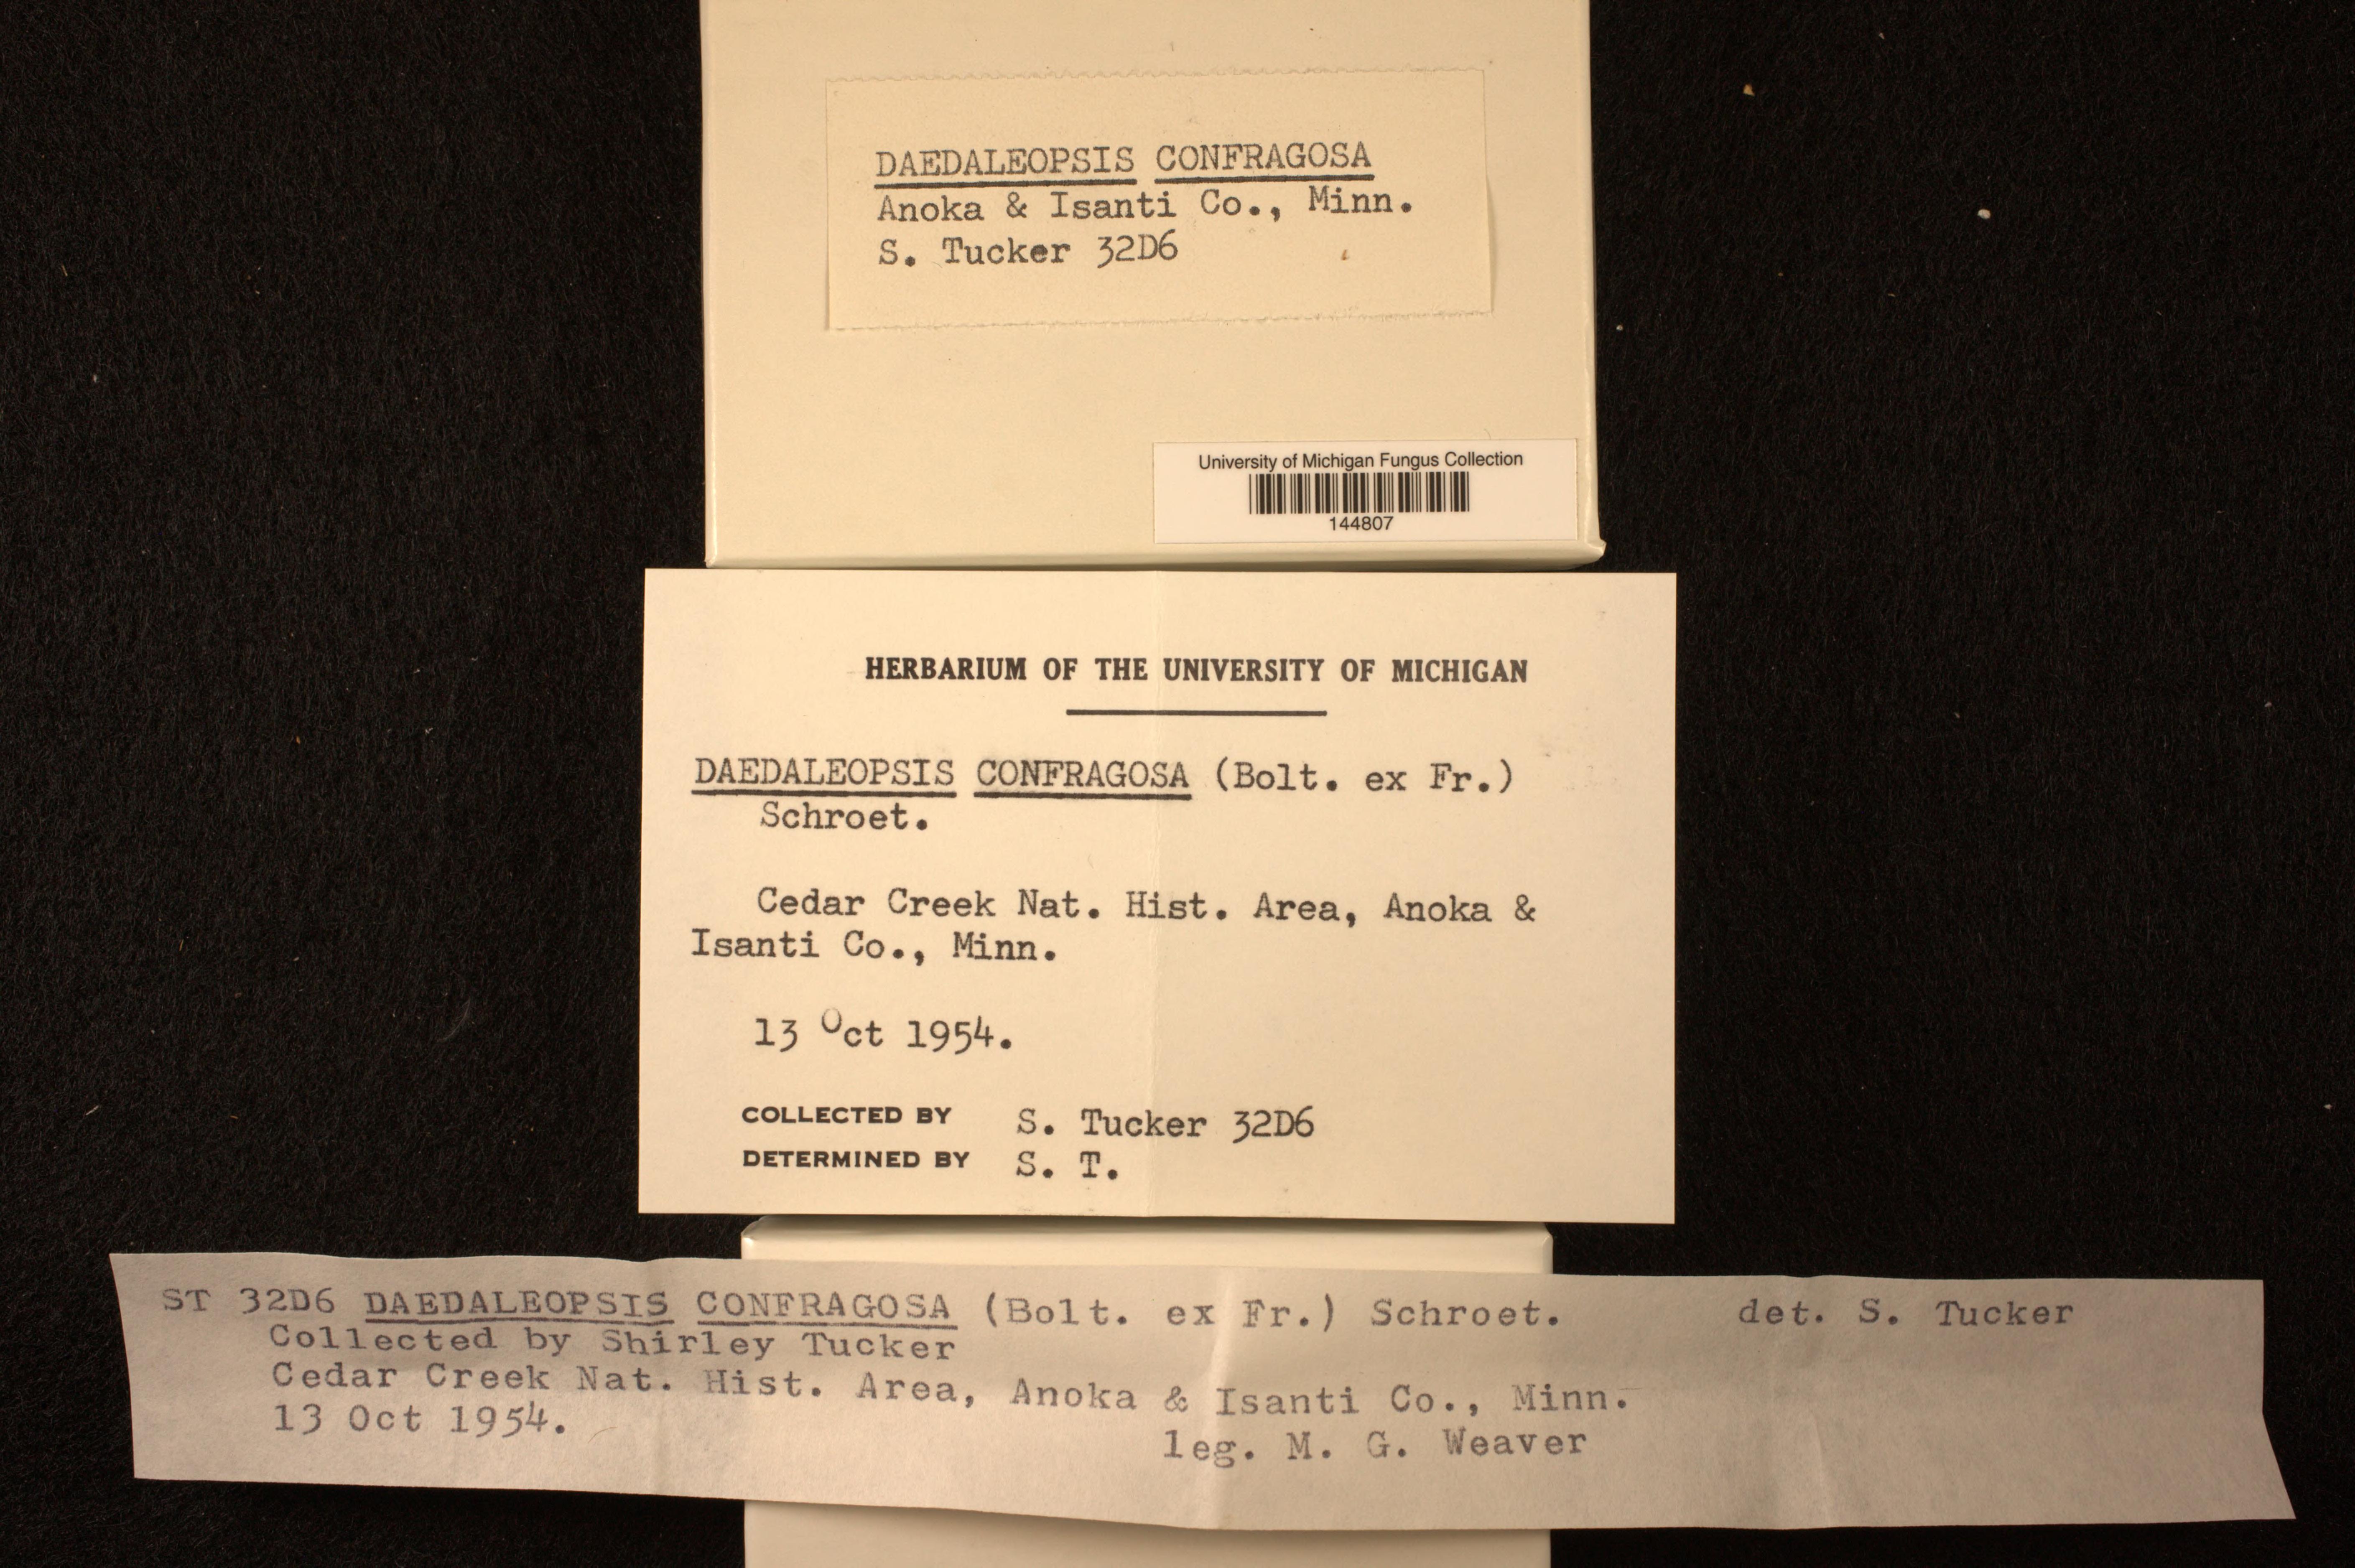 DAEDALEOPSIS CONFRAGOSA
Anoka & Isanti Co., Minn.
S. Tucker 32D6
University of Michigan Fungus Collection
144807
HERBARIUM OF THE UNIVERSITY OF MICHIGAN
DAEDALEOPSIS CONFRAGOSA (Bolt. ex Fr.)
Schroet.
Cedar Creek Nat. Hist. Area, Anoka &
Isanti Co., Minn.
13 Oct 1954.
COLLECTED BY S. Tucker 32D6
DETERMINED BY S. T.
ST 32D6 DAEDALEOPSIS CONFRAGOSA (Bolt. ex Fr.) Schroet. det. S. Tucker
Collected by Shirley Tucker
Cedar Creek Nat. Hist. Area, Anoka & Isanti Co., Minn.
13 Oct 1954.
leg. M. G. Weaver